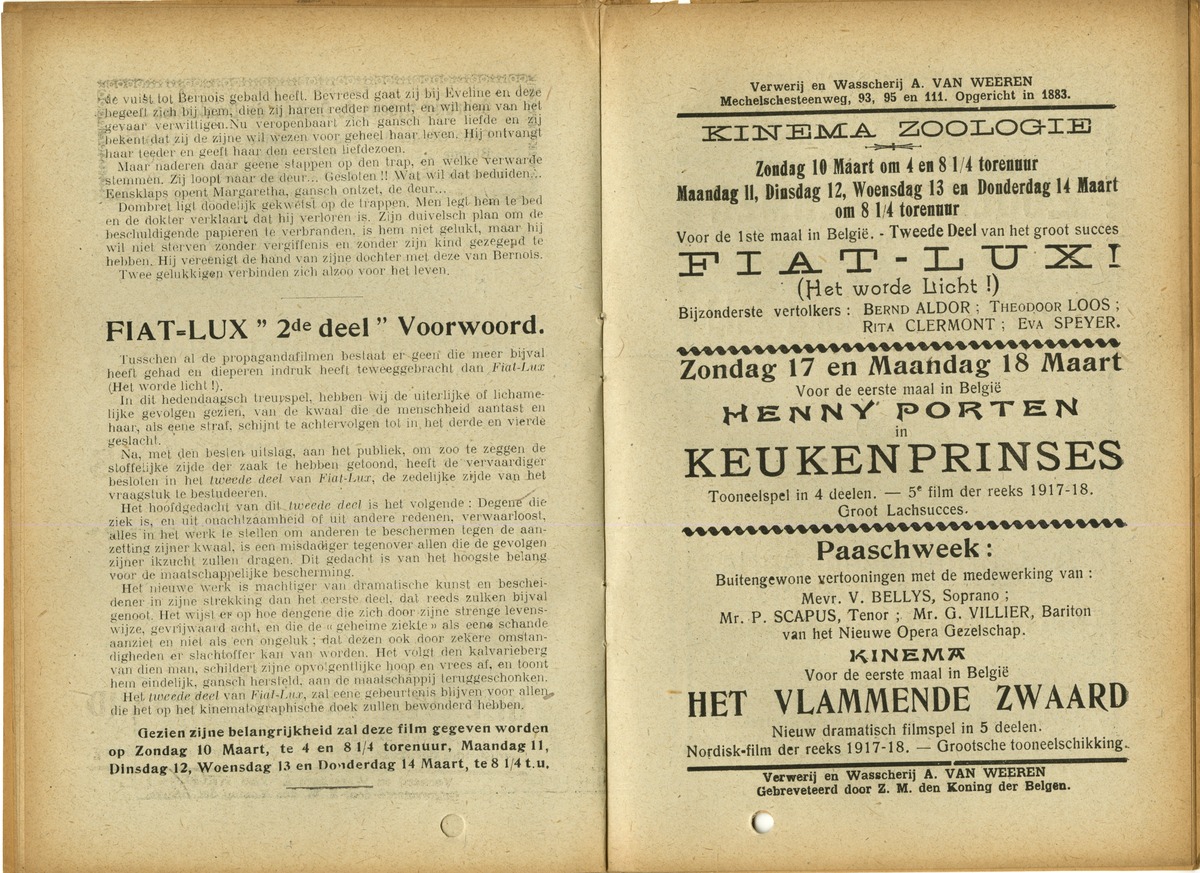 de vuist tot Bernois gebald heeft. Bevreesd gaat zij bij Eveline en deze
begeeft zich bij hem, dien zij haren redder noemt, en wil hem van het
gevaar verwittigen. Nu veropenbaart zich gansch hare liefde en zij
bekent dat zij de zijne wil wezen voor geheel haar leven. Hij ontvangt
haar teeder en geeft haar den eersten liefdezoen.
Maar naderen daar geene stappen op den trap, en welke verwarde
stemmen. Zij loopt naar de deur... Gesloten !! Wat wil dat beduiden...
Eensklaps opent Margaretha, gansch ontzet, de deur...
Dombret ligt doodelijk gekwetst op de trappen. Men legt hem te bed
en de dokter verklaart dat hij verloren is. Zijn duivelsch plan om de
beschuldigende papieren te verbranden, is hem niet gelukt, maar hij
wil niet sterven zonder vergiffenis en zonder zijn kind gezegend te
hebben. Hij vereenigt de hand van zijne dochter met deze van Bernois.
Twee gelukkigen verbinden zich alzoo voor het leven.
FIAT=LUX " 2de deel " Voorwoord.
Tusschen al de propagandafilmen bestaat er geen die meer bijval
heeft gehad en dieperen indruk heeft teweeggebracht dan Fiat-Lux
(Het worde licht !).
In dit hedendaagsch treurspel, hebben wij de uiterlijke of lichame-
lijke gevolgen gezien, van de kwaal die de menschheid aantast en
haar, als eene straf, schijnt te achtervolgen tot in het derde en vierde
geslacht.
Na, met den besten uitslag, aan het publiek, om zoo te zeggen de
stoffelijke zijde der zaak te hebben getoond, heeft de vervaardiger
besloten in het tweede deel van Fiat-Lux, de zedelijke zijde van het
vraagstuk te bestudeeren.
Het hoofdgedacht van dit tweede deel is het volgende : Degene die
ziek is, en uit onachtzaamheid of uit andere redenen, verwaarloost,
alles in het werk te stellen om anderen te beschermen tegen de aan-
zetting zijner kwaal, is een misdadiger tegenover allen die de gevolgen
zijner ikzucht zullen dragen. Dit gedacht is van het hoogste belang
voor de maatschappelijke bescherming.
Het nieuwe werk is machtiger van dramatische kunst en beschei-
dener in zijne strekking dan het eerste deel, dat reeds zulken bijval
genoot. Het wijst er op hoe dengene die zich door zijne strenge levens-
wijze, gevrijwaard acht, en die de « geheime ziekte » als eene schande
aanziet en niet als een ongeluk ; dat dezen ook door zekere omstan-
digheden er slachtoffer kan van worden. Het volgt den kalvarieberg
van dien man, schildert zijne opvolgentlijke hoop en vrees af, en toont
hem eindelijk, gansch hersteld, aan de maatschappij teruggeschonken.
Het tweede deel van Fiat-Lux, zal eene gebeurtenis blijven voor allen
die het op het kinematographische doek zullen bewonderd hebben.
Gezien zijne belangrijkheid zal deze film gegeven worden
op Zondag 10 Maart, te 4 en 8 1/4 torenuur, Maandag 11,
Dinsdag 12, Woensdag 13 en Donderdag 14 Maart, te 8 1/4 t.u.
Verwerij en Wasscherij A. VAN WEEREN
Mechelschesteenweg, 93, 95 en 111. Opgericht in 1883.
KINEMA ZOOLOGIE
Zondag 10 Maart om 4 en 8 1/4 torenuur
Maandag 11, Dinsdag 12, Woensdag 13 en Donderdag 14 Maart
om 8 1/4 torenuur
Voor de 1ste maal in België. - Tweede Deel van het groot succes
FIAT-LUX!
(Het worde Licht !)
Bijzonderste vertolkers : BERND ALDOR ; THEODOOR LOOS ;
RITA CLERMONT ; EVA SPEYER.
Zondag 17 en Maandag 18 Maart
Voor de eerste maal in België
HENNY PORTEN
in
KEUKENPRINSES
Tooneelspel in 4 deelen. — 5e film der reeks 1917-18.
Groot Lachsucces.
Paaschweek :
Buitengewone vertooningen met de medewerking van :
Mevr. V. BELLYS, Soprano ;
Mr. P. SCAPUS, Tenor ; Mr. G. VILLIER, Bariton
van het Nieuwe Opera Gezelschap.
KINEMA
Voor de eerste maal in België
HET VLAMMENDE ZWAARD
Nieuw dramatisch filmspel in 5 deelen.
Nordisk-film der reeks 1917-18. — Grootsche tooneelschikking.
Verwerij en Wasscherij A. VAN WEEREN
Gebreveteerd door Z. M. den Koning der Belgen.